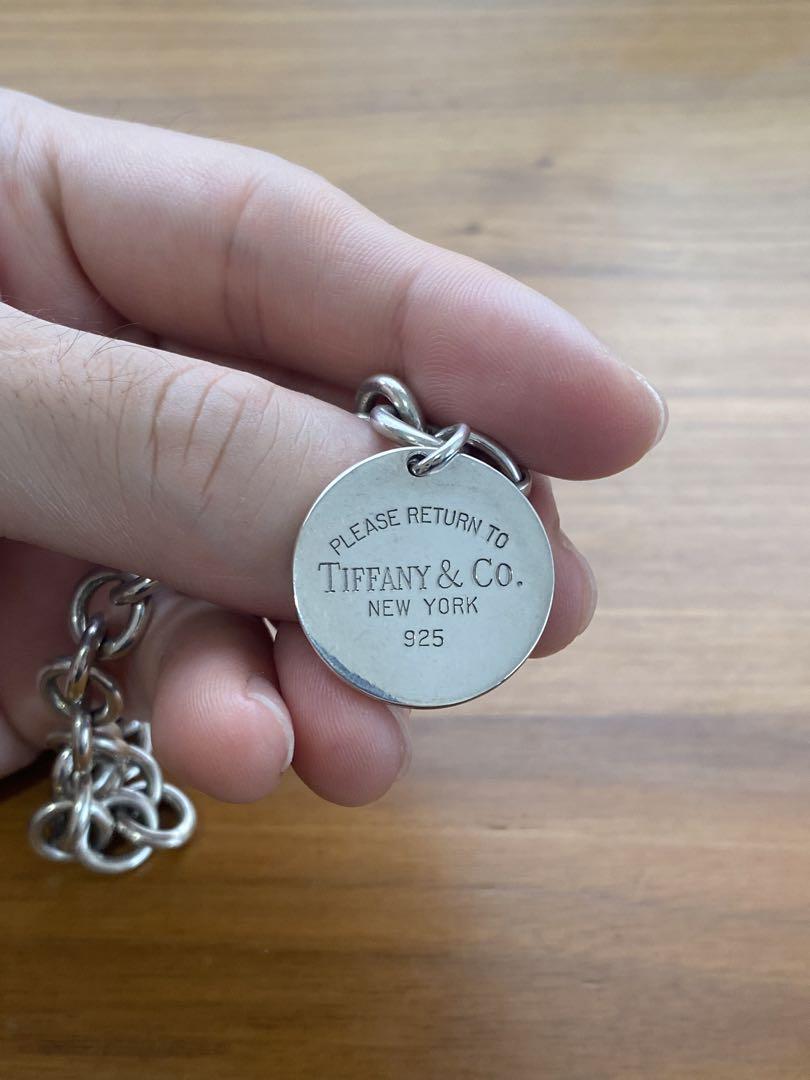 PLEASE RETURN TO
TIFFANY & CO.
NEW YORK
925